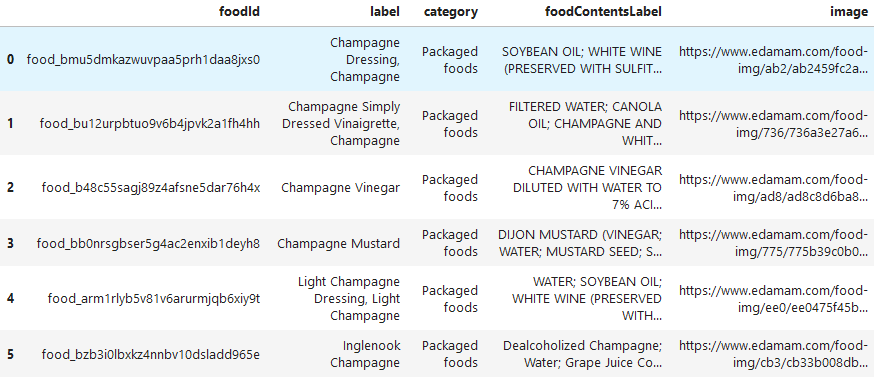 foodId label category foodContentsLabel image
0 food_bmu5dmkazwuvpaa5prh1daa8jxs0 Champagne Dressing, Champagne Packaged foods SOYBEAN OIL; WHITE WINE (PRESERVED WITH SULFIT... https://www.edamam.com/food-img/ab2/ab2459fc2a...
1 food_bu12urpbtuo9v6b4jpvk2a1fh4hh Champagne Simply Dressed Vinaigrette, Champagne Packaged foods FILTERED WATER; CANOLA OIL; CHAMPAGNE AND WHIT... https://www.edamam.com/food-img/736/736a3e27a6...
2 food_b48c55sagj89z4afsne5dar76h4x Champagne Vinegar Packaged foods CHAMPAGNE VINEGAR DILUTED WITH WATER TO 7% ACI... https://www.edamam.com/food-img/ad8/ad8c8d6ba8...
3 food_bb0nrsgbser5g4ac2enxib1deyh8 Champagne Mustard Packaged foods DIJON MUSTARD (VINEGAR; WATER; MUSTARD SEED; S... https://www.edamam.com/food-img/775/775b39c0b0...
4 food_arm1rlyb5v81v6arurmjqb6xiy9t Light Champagne Dressing, Light Champagne Packaged foods WATER; SOYBEAN OIL; WHITE WINE (PRESERVED WITH... https://www.edamam.com/food-img/ee0/ee0475f45b...
5 food_bzb3i0lbxkz4nnbv10dsladd965e Inglenook Champagne Packaged foods Dealcoholized Champagne; Water; Grape Juice Co... https://www.edamam.com/food-img/cb3/cb33b008db...